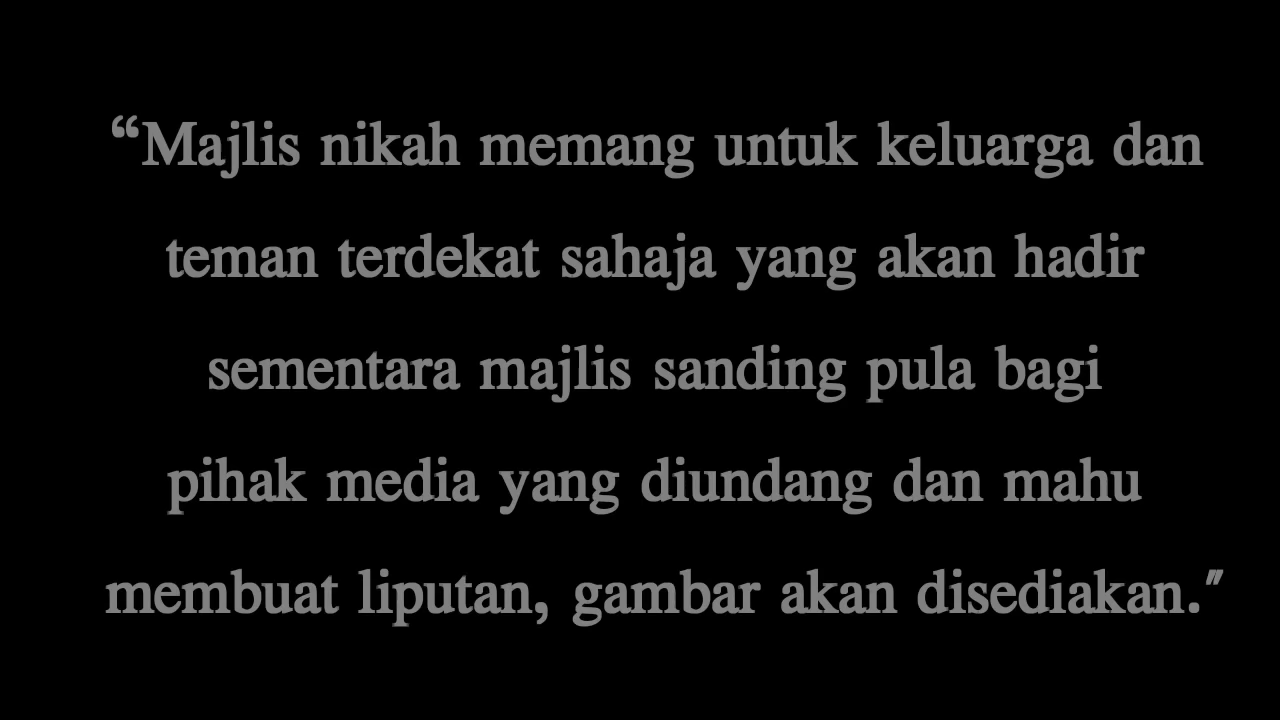 “Majlis nikah memang untuk keluarga dan
teman terdekat sahaja yang akan hadir
sementara majlis sanding pula bagi
pihak media yang diundang dan mahu
membuat liputan, gambar akan disediakan."